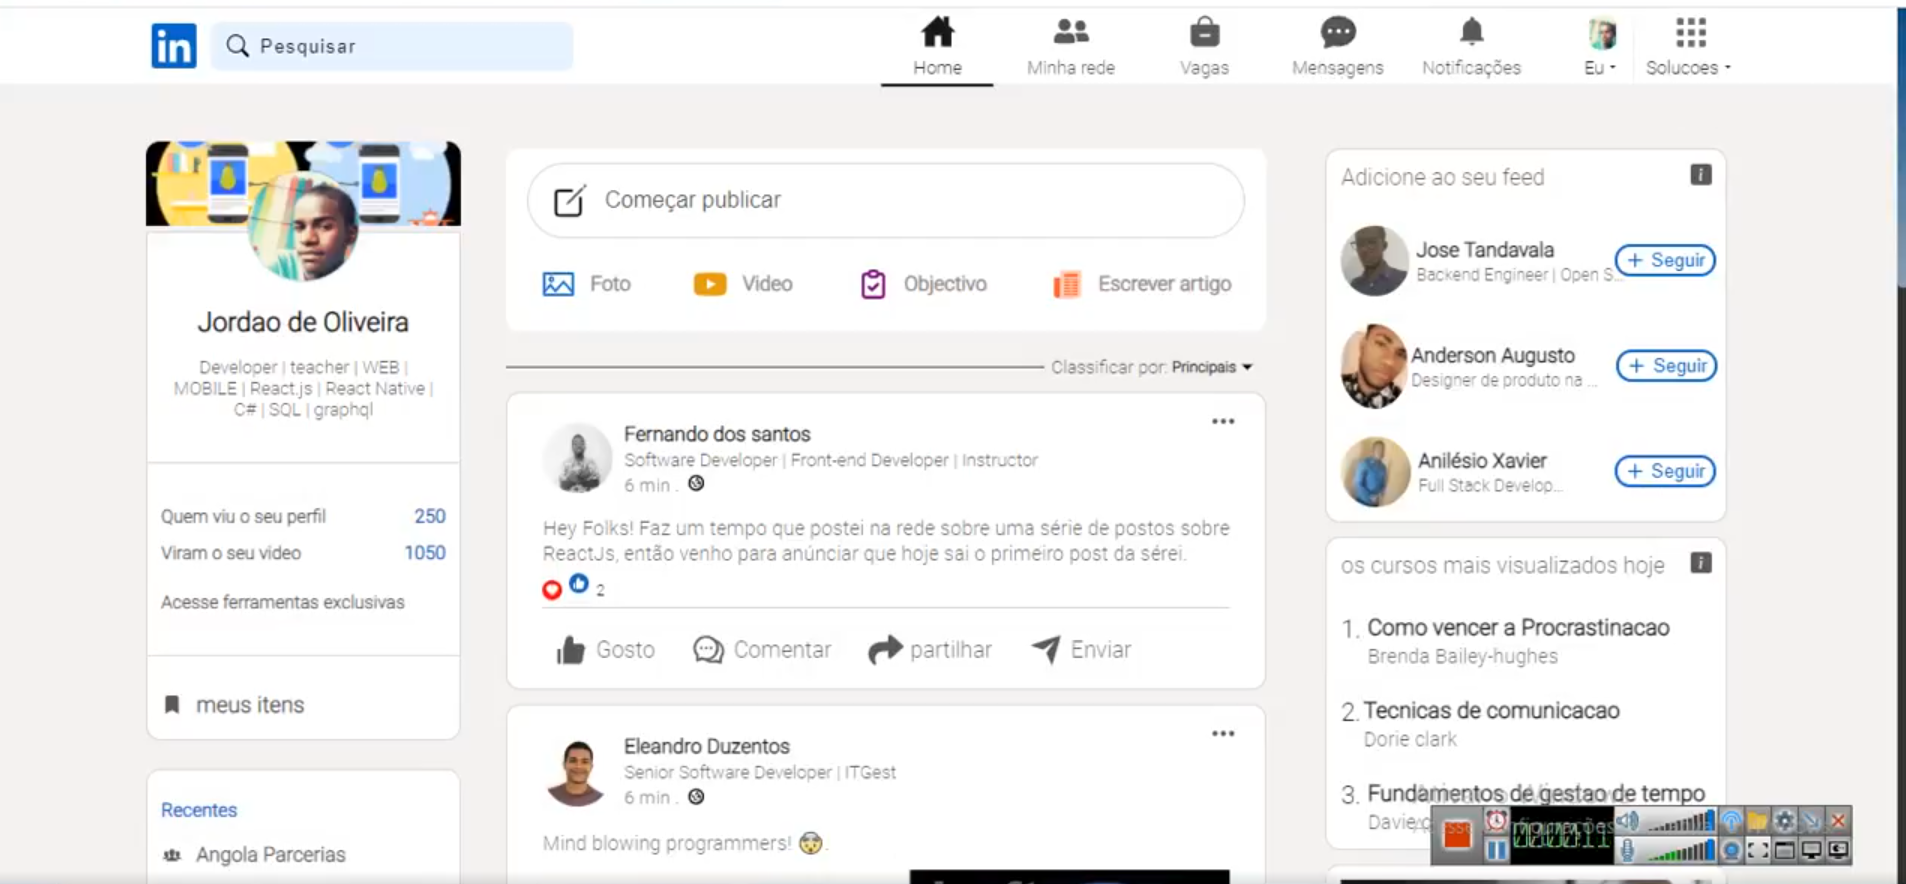 in
Pesquisar
Home
Minha rede
Vagas
Mensagens
Notificações
Eu
Solucoes
Jordao de Oliveira
Developer | teacher | WEB |
MOBILE | React.js | React Native |
C# | SQL | graphql
Quem viu o seu perfil 250
Viram o seu video 1050
Acesse ferramentas exclusivas
meus itens
Recentes
Angola Parcerias
Começar publicar
Foto
Video
Objectivo
Escrever artigo
Classificar por: Principais
Fernando dos santos
Software Developer | Front-end Developer | Instructor
6 min .
Hey Folks! Faz um tempo que postei na rede sobre uma série de postos sobre
ReactJs, então venho para anúnciar que hoje sai o primeiro post da sérei.
2
Gosto
Comentar
partilhar
Enviar
Eleandro Duzentos
Senior Software Developer | ITGest
6 min .
Mind blowing programmers! 🤯.
Adicione ao seu feed
Jose Tandavala
Backend Engineer | Open S...
+ Seguir
Anderson Augusto
Designer de produto na ...
+ Seguir
Anilésio Xavier
Full Stack Develop...
+ Seguir
os cursos mais visualizados hoje
1. Como vencer a Procrastinacao
Brenda Bailey-hughes
2. Tecnicas de comunicacao
Dorie clark
3. Fundamentos de gestao de tempo